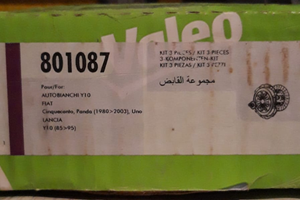 Valeo
801087
KIT 3 PIECES / KIT 3 PIECES
3-KOMPONENTEN-KIT
KIT 3 PIEZAS / KIT 3 PEZZI
مجموعة القابض
Pour/For:
AUTOBIANCHI Y10
FIAT
Cinquecento, Panda (1980>2003), Uno
LANCIA
Y10 (85>95)